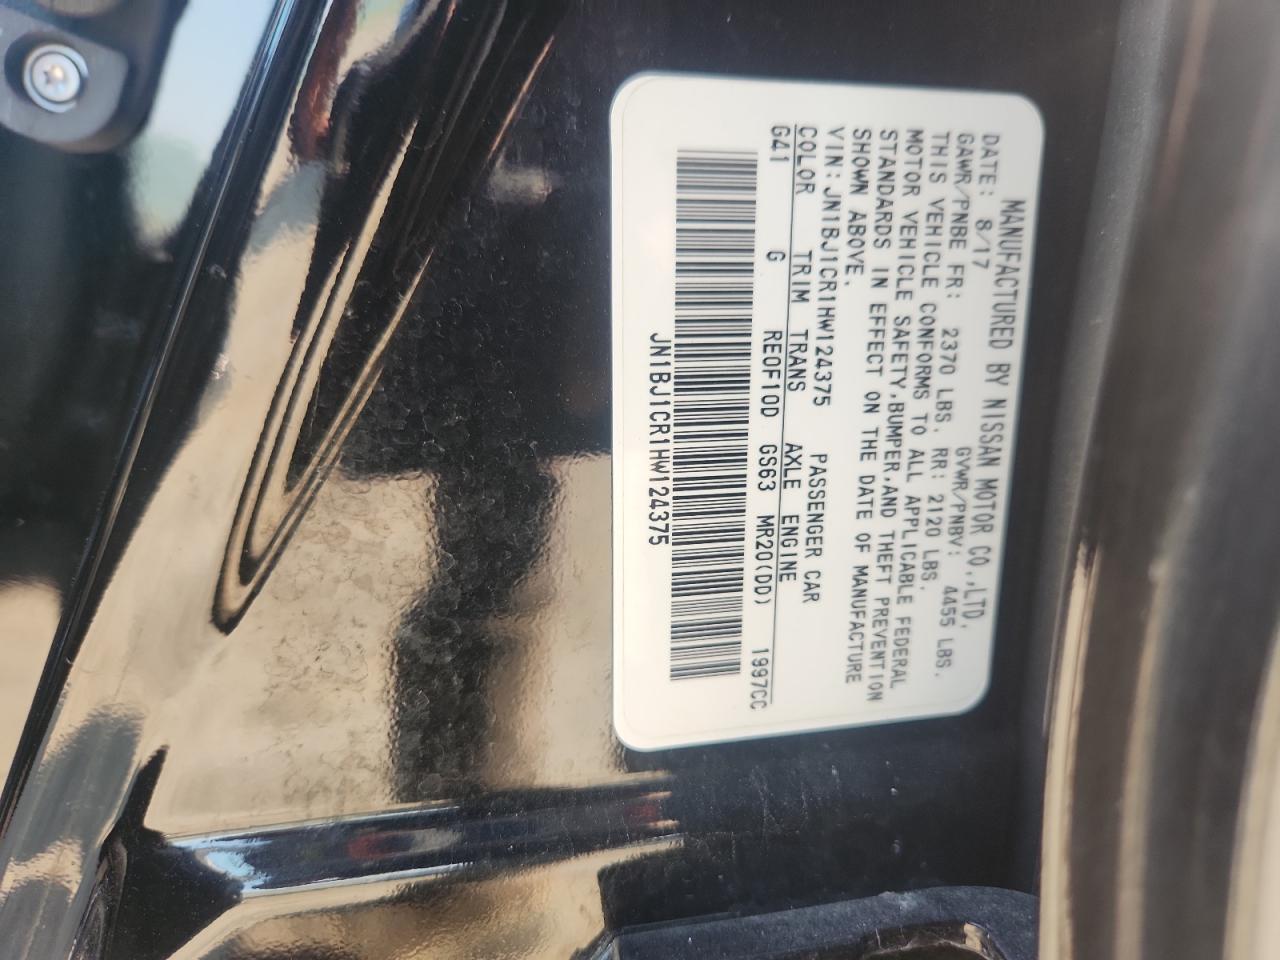 MANUFACTURED BY NISSAN MOTOR CO.,LTD.
DATE: 8/17 GVWR/PNBV: 4455 LBS.
GAWR/PNBE FR: 2370 LBS. RR: 2120 LBS.
THIS VEHICLE CONFORMS TO ALL APPLICABLE FEDERAL
MOTOR VEHICLE SAFETY,BUMPER,AND THEFT PREVENTION
STANDARDS IN EFFECT ON THE DATE OF MANUFACTURE
SHOWN ABOVE.
VIN:JN1BJ1CR1HW124375 PASSENGER CAR
COLOR TRIM TRANS AXLE ENGINE
G41 G RE0F10D GS63 MR20(DD) 1997CC
JN1BJ1CR1HW124375